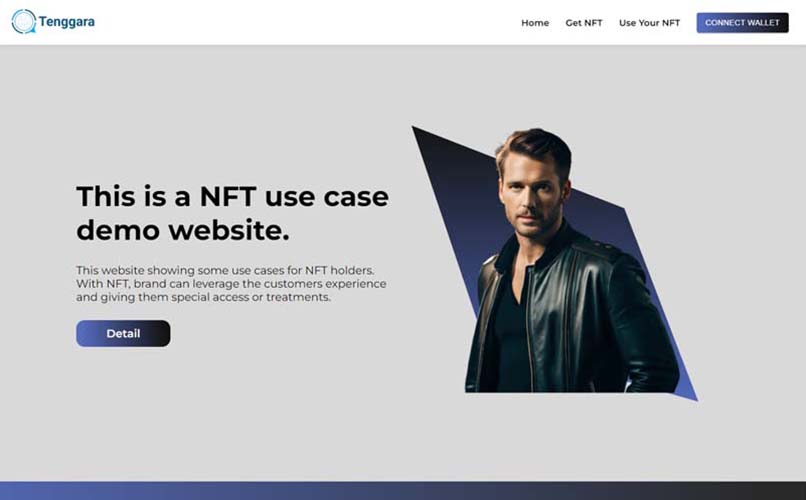 Tenggara
Home Get NFT Use Your NFT CONNECT WALLET
This is a NFT use case
demo website.
This website showing some use cases for NFT holders.
With NFT, brand can leverage the customers experience
and giving them special access or treatments.
Detail